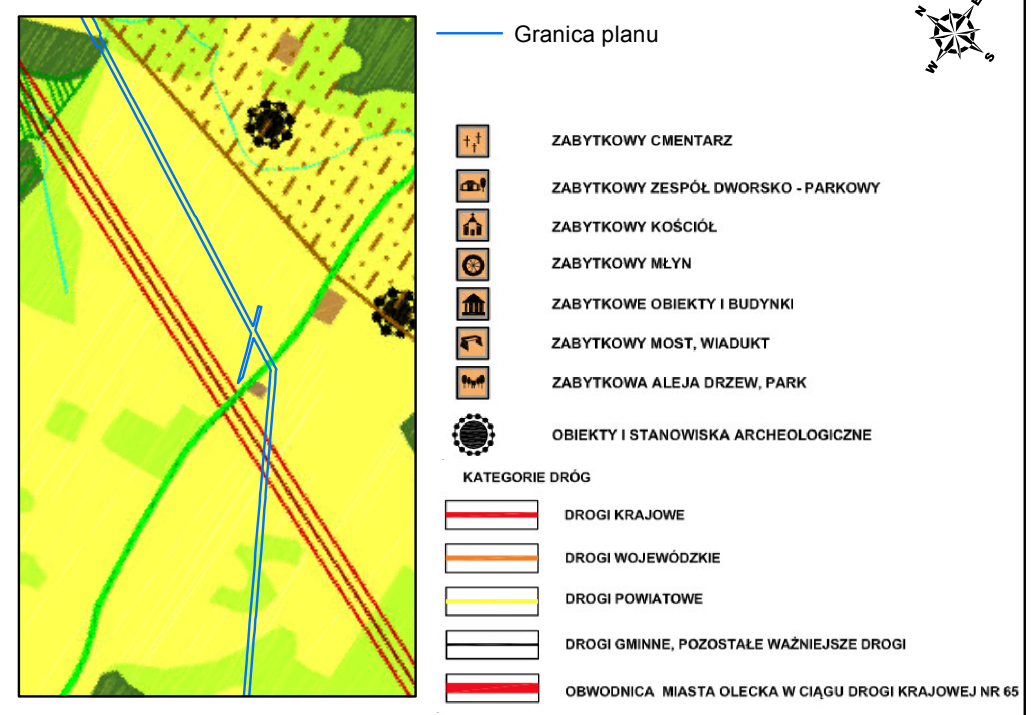 Granica planu
N
E
W
S
ZABYTKOWY CMENTARZ
ZABYTKOWY ZESPÓŁ DWORSKO - PARKOWY
ZABYTKOWY KOŚCIÓŁ
ZABYTKOWY MŁYN
ZABYTKOWE OBIEKTY I BUDYNKI
ZABYTKOWY MOST, WIADUKT
ZABYTKOWA ALEJA DRZEW, PARK
OBIEKTY I STANOWISKA ARCHEOLOGICZNE
KATEGORIE DRÓG
DROGI KRAJOWE
DROGI WOJEWÓDZKIE
DROGI POWIATOWE
DROGI GMINNE, POZOSTAŁE WAŻNIEJSZE DROGI
OBWODNICA MIASTA OLECKA W CIĄGU DROGI KRAJOWEJ NR 65